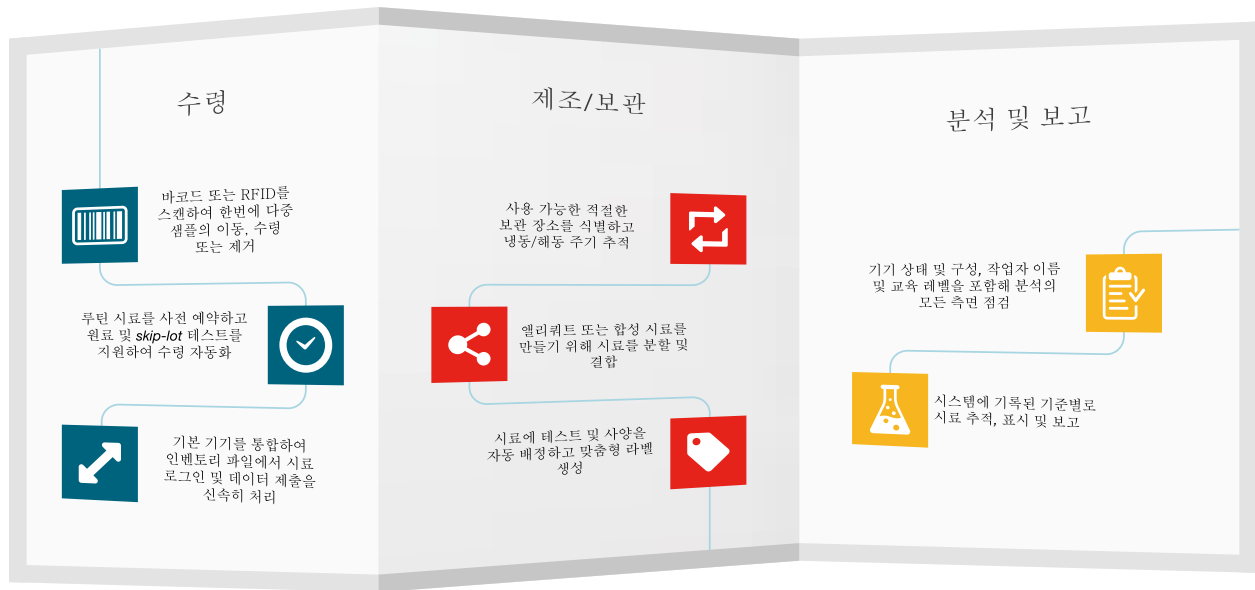 수령
바코드 또는 RFID를
스캔하여 한번에 다중
샘플의 이동, 수령
또는 제거
루틴 시료를 사전 예약하고
원료 및 skip-lot 테스트를
지원하여 수령 자동화
기본 기기를 통합하여
인벤토리 파일에서 시료
로그인 및 데이터 제출을
신속히 처리
제조/보관
사용 가능한 적절한
보관 장소를 식별하고
냉동/해동 주기 추적
앨리쿼트 또는 합성 시료를
만들기 위해 시료를 분할 및
결합
시료에 테스트 및 사양을
자동 배정하고 맞춤형 라벨
생성
분석 및 보고
기기 상태 및 구성, 작업자 이름
및 교육 레벨을 포함해 분석의
모든 측면 점검
시스템에 기록된 기준별로
시료 추적, 표시 및 보고